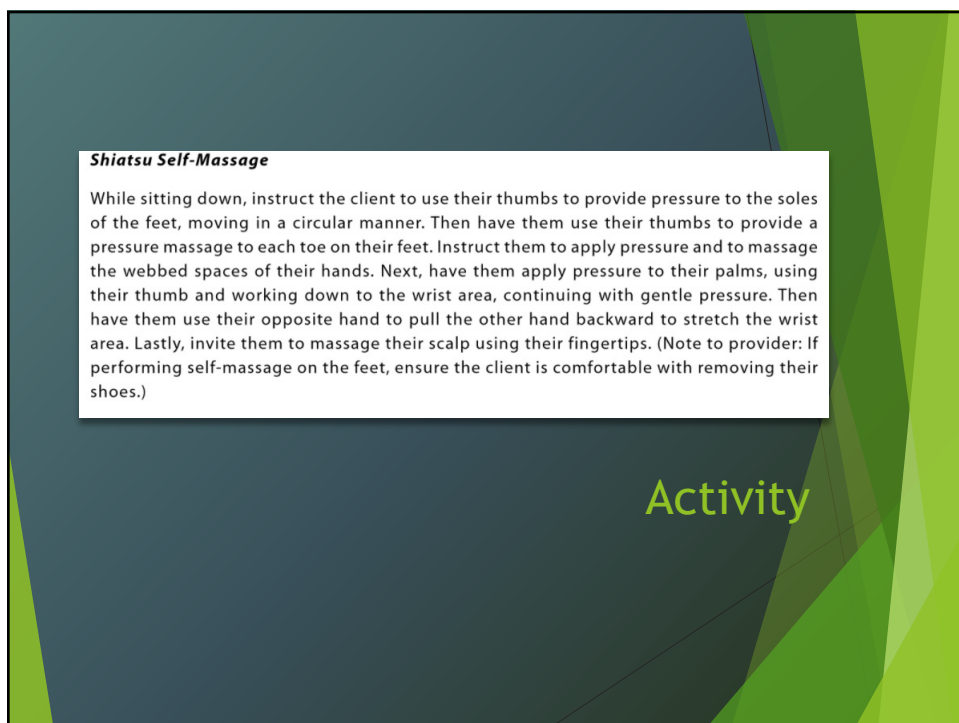 Shiatsu Self-Massage
While sitting down, instruct the client to use their thumbs to provide pressure to the soles
of the feet, moving in a circular manner. Then have them use their thumbs to provide a
pressure massage to each toe on their feet. Instruct them to apply pressure and to massage
the webbed spaces of their hands. Next, have them apply pressure to their palms, using
their thumb and working down to the wrist area, continuing with gentle pressure. Then
have them use their opposite hand to pull the other hand backward to stretch the wrist
area. Lastly, invite them to massage their scalp using their fingertips. (Note to provider: If
performing self-massage on the feet, ensure the client is comfortable with removing their
shoes.)
Activity